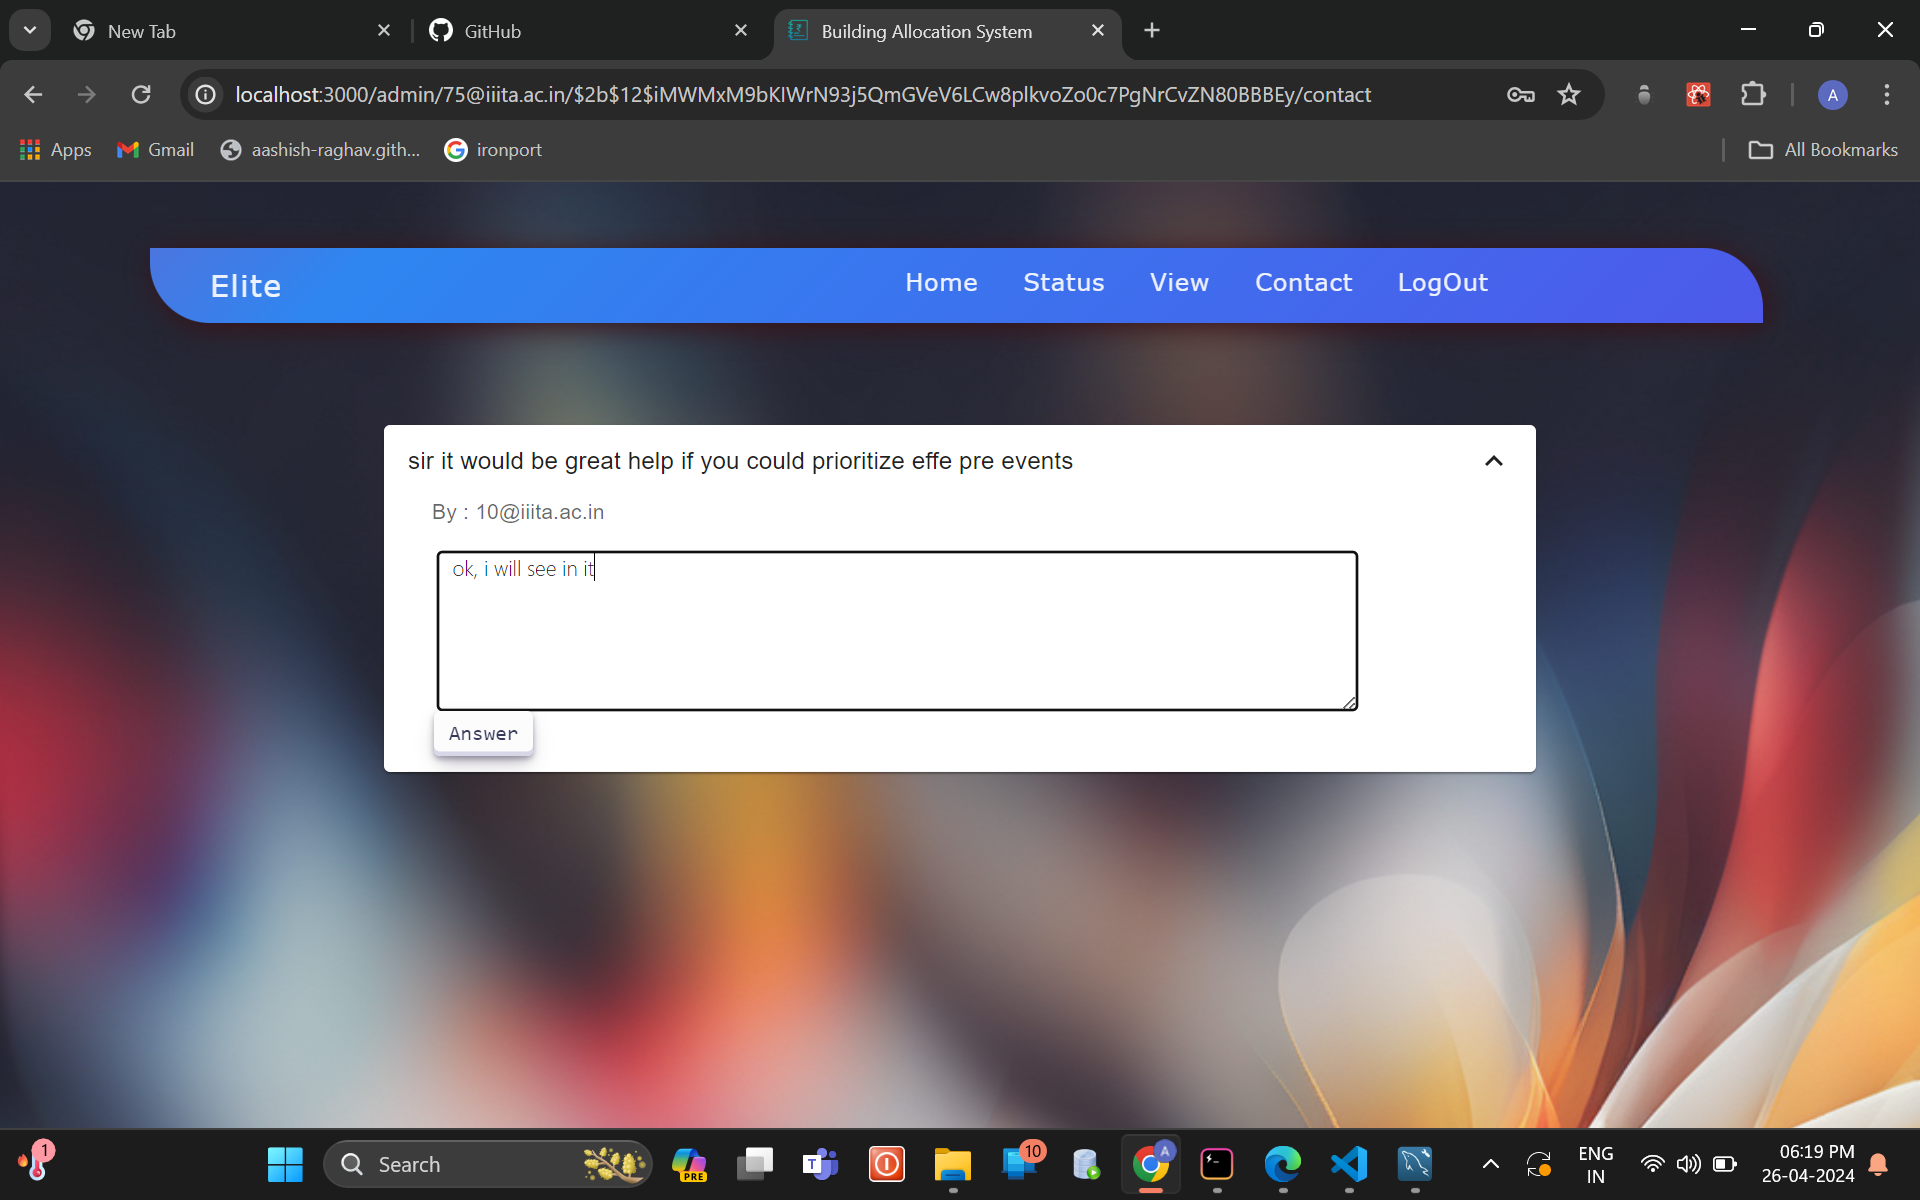 New Tab
GitHub
Building Allocation System
localhost:3000/admin/75@iiita.ac.in/$2b$12$iMWMxM9bKlWrN93j5QmGVeV6LCw8plkvoZo0c7PgNrCvZN80BBBEy/contact
A
Apps
Gmail
aashish-raghav.gith...
ironport
All Bookmarks
Elite
Home
Status
View
Contact
LogOut
sir it would be great help if you could prioritize effe pre events
By : 10@iiita.ac.in
ok, i will see in it
Answer
1
Search
PRE
T
10
A
ENG
IN
06:19 PM
26-04-2024